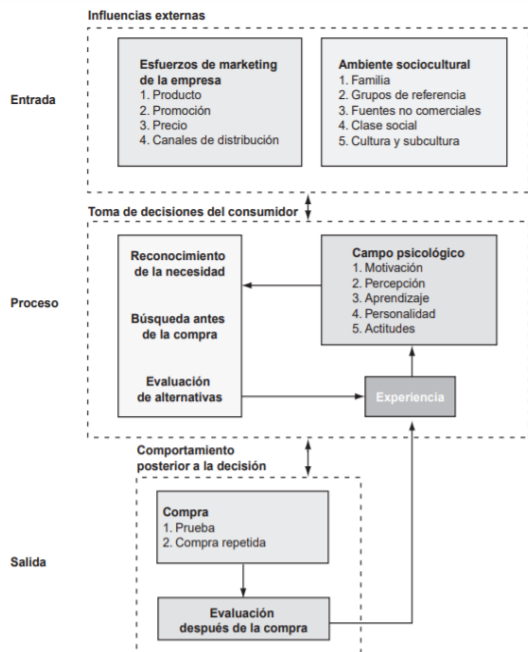 Influencias externas
Entrada
Esfuerzos de marketing
de la empresa
1. Producto
2. Promoción
3. Precio
4. Canales de distribución
Ambiente sociocultural
1. Familia
2. Grupos de referencia
3. Fuentes no comerciales
4. Clase social
5. Cultura y subcultura
Toma de decisiones del consumidor
Proceso
Reconocimiento
de la necesidad
Búsqueda antes
de la compra
Evaluación
de alternativas
Campo psicológico
1. Motivación
2. Percepción
3. Aprendizaje
4. Personalidad
5. Actitudes
Experiencia
Comportamiento
posterior a la decisión
Salida
Compra
1. Prueba
2. Compra repetida
Evaluación
después de la compra